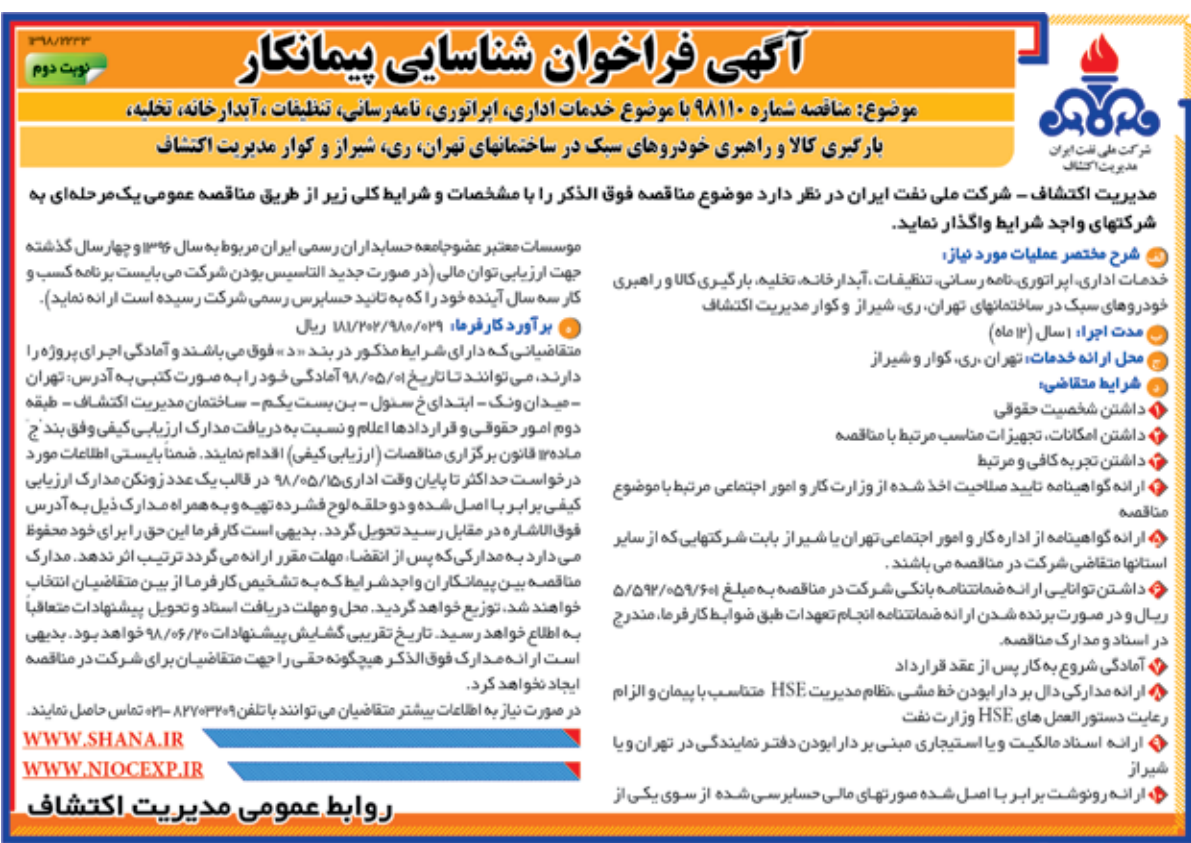 ۱۳۹۸/۲۲۳۳
نوبت دوم
آگهی فراخوان شناسایی پیمانکار
موضوع: مناقصه شماره ۹۸۱۱۰ با موضوع خدمات اداری، اپراتوری، نامه‌رسانی، تنظیفات، آبدارخانه، تخلیه،
بارگیری کالا و راهبری خودروهای سبک در ساختمانهای تهران، ری، شیراز و کوار مدیریت اکتشاف
شرکت ملی نفت ایران
مدیریت اکتشاف
مدیریت اکتشاف – شرکت ملی نفت ایران در نظر دارد موضوع مناقصه فوق الذکر را با مشخصات و شرایط کلی زیر از طریق مناقصه عمومی یک‌مرحله‌ای به
شرکتهای واجد شرایط واگذار نماید.
الف شرح مختصر عملیات مورد نیاز:
خدمات اداری، اپراتوری، نامه رسانی، تنظیفات، آبدارخانه، تخلیه، بارگیری کالا و راهبری
خودروهای سبک در ساختمانهای تهران، ری، شیراز و کوار مدیریت اکتشاف
ب مدت اجرا: ۱ سال (۱۲ ماه)
ج محل ارائه خدمات: تهران ،ری، کوار و شیراز
د شرایط متقاضی:
۱ داشتن شخصیت حقوقی
۲ داشتن امکانات، تجهیزات مناسب مرتبط با مناقصه
۳ داشتن تجربه کافی و مرتبط
۴ ارائه گواهینامه تایید صلاحیت اخذ شده از وزارت کار و امور اجتماعی مرتبط با موضوع
مناقصه
۵ ارائه گواهینامه از اداره کار و امور اجتماعی تهران یا شیراز بابت شرکتهایی که از سایر
استانها متقاضی شرکت در مناقصه می باشند .
۶ داشتن توانایی ارائه ضمانتنامه بانکی شرکت در مناقصه به مبلغ ۵/۵۹۲/۰۵۹/۶۰۱
ریال و در صورت برنده شدن ارائه ضمانتنامه انجام تعهدات طبق ضوابط کارفرما، مندرج
در اسناد و مدارک مناقصه.
۷ آمادگی شروع به کار پس از عقد قرارداد
۸ ارائه مدارکی دال بر دارا بودن خط مشی ،نظام مدیریت HSE متناسب با پیمان و الزام
رعایت دستورالعمل های HSE وزارت نفت
۹ ارائه اسناد مالکیت و یا استیجاری مبنی بر دارا بودن دفتر نمایندگی در تهران و یا
شیراز
۱۰ ارائه رونوشت برابر با اصل شده صورتهای مالی حسابرسی شده از سوی یکی از
موسسات معتبر عضو جامعه حسابداران رسمی ایران مربوط به سال ۱۳۹۶ و چهار سال گذشته
جهت ارزیابی توان مالی (در صورت جدید التاسیس بودن شرکت می بایست برنامه کسب و
کار سه سال آینده خود را که به تائید حسابرس رسمی شرکت رسیده است ارائه نماید).
ه برآورد کارفرما: ۱۸۱/۲۰۲/۹۸۰/۰۲۹ ریال
متقاضیانی که دارای شرایط مذکور در بند «د» فوق می باشند و آمادگی اجرای پروژه را
دارند، می توانند تا تاریخ ۹۸/۰۵/۰۱ آمادگی خود را به صورت کتبی به آدرس: تهران
– میدان ونک – ابتدای خ سئول – بن بست یکم – ساختمان مدیریت اکتشاف – طبقه
دوم امور حقوقی و قراردادها اعلام و نسبت به دریافت مدارک ارزیابی کیفی وفق بند "ج"
ماده۱۲ قانون برگزاری مناقصات (ارزیابی کیفی) اقدام نمایند. ضمناً بایستی اطلاعات مورد
درخواست حداکثر تا پایان وقت اداری ۹۸/۰۵/۱۵ در قالب یک عدد زونکن مدارک ارزیابی
کیفی برابر با اصل شده و دو حلقه لوح فشرده تهیه و به همراه مدارک ذیل به آدرس
فوق‌الاشاره در مقابل رسید تحویل گردد. بدیهی است کارفرما این حق را برای خود محفوظ
می دارد به مدارکی که پس از انقضاء مهلت مقرر ارائه می گردد ترتیب اثر ندهد. مدارک
مناقصه بین پیمانکاران واجدشرایط که به تشخیص کارفرما از بین متقاضیان انتخاب
خواهند شد، توزیع خواهد گردید. محل و مهلت دریافت اسناد و تحویل پیشنهادات متعاقباً
به اطلاع خواهد رسید. تاریخ تقریبی گشایش پیشنهادات ۹۸/۰۶/۲۰ خواهد بود. بدیهی
است ارائه مدارک فوق الذکر هیچگونه حقی را جهت متقاضیان برای شرکت در مناقصه
ایجاد نخواهد کرد.
در صورت نیاز به اطلاعات بیشتر متقاضیان می توانند با تلفن ۸۲۷۰۳۲۰۹–۰۲۱ تماس حاصل نمایند.
WWW.SHANA.IR
WWW.NIOCEXP.IR
روابط عمومی مدیریت اکتشاف